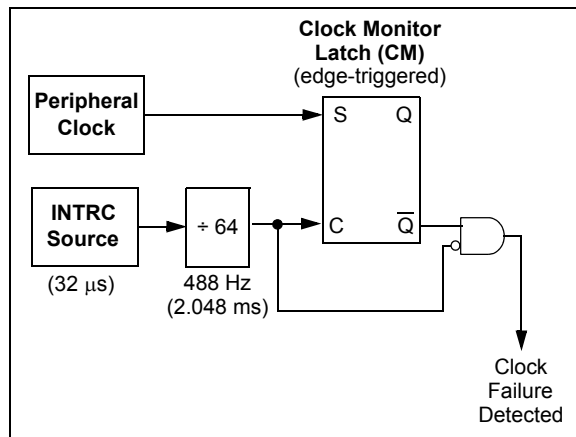 Clock Monitor
Latch (CM)
(edge-triggered)
Peripheral
Clock
S
Q
INTRC
Source
÷ 64
C
Q̅
(32 μs)
488 Hz
(2.048 ms)
Clock
Failure
Detected